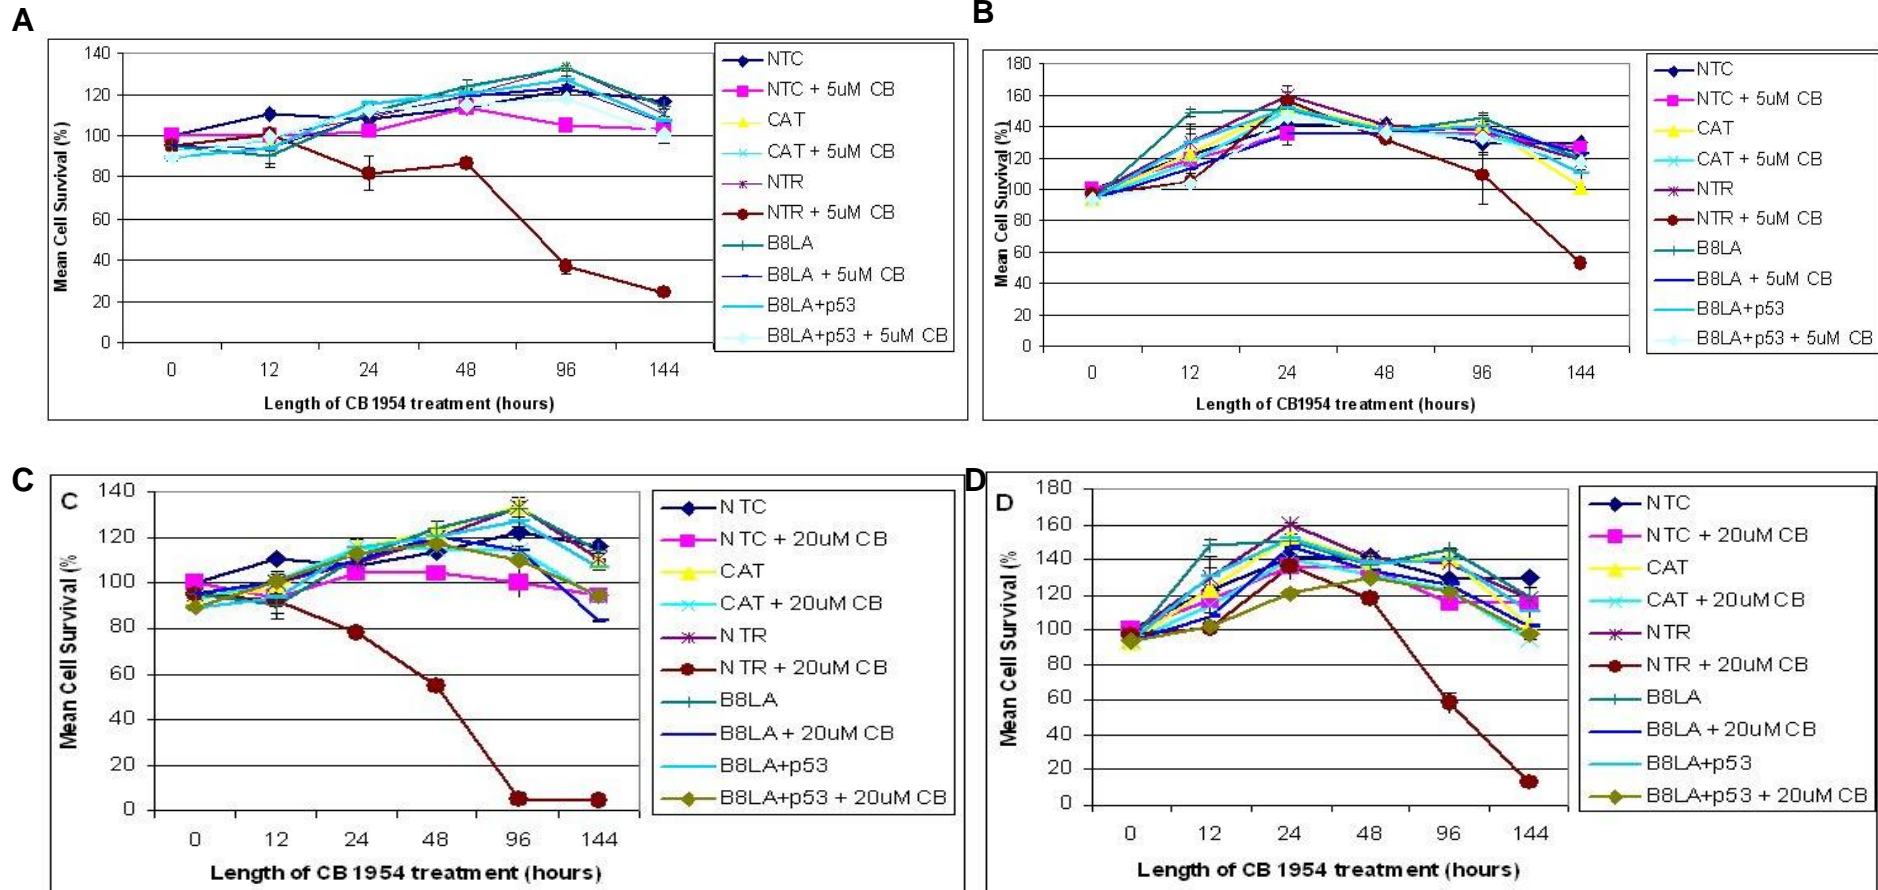 A
140
120
100
80
60
40
20
0
Mean Cell Survival (%)
0 12 24 48 96 144
Length of CB 1954 treatment (hours)
NTC
NTC + 5uM CB
CAT
CAT + 5uM CB
NTR
NTR + 5uM CB
B8LA
B8LA + 5uM CB
B8LA+p53
B8LA+p53 + 5uM CB
B
180
160
140
120
100
80
60
40
20
0
Mean Cell Survival (%)
0 12 24 48 96 144
Length of CB1954 treatment (hours)
NTC
NTC + 5uM CB
CAT
CAT + 5uM CB
NTR
NTR + 5uM CB
B8LA
B8LA + 5uM CB
B8LA+p53
B8LA+p53 + 5uM CB
C
C
140
120
100
80
60
40
20
0
Mean Cell Survival (%
0 12 24 48 96 144
Length of CB 1954 treatment (hours)
NTC
NTC + 20uM CB
CAT
CAT + 20uM CB
NTR
NTR + 20uM CB
B8LA
B8LA + 20uM CB
B8LA+p53
B8LA+p53 + 20uM CB
D
D
180
160
140
120
100
80
60
40
20
0
Mean Cell Survival (%
0 12 24 48 96 144
Length of CB 1954 treatment (hours)
NTC
NTC + 20uM CB
CAT
CAT + 20uM CB
NTR
NTR + 20uM CB
B8LA
B8LA + 20uM CB
B8LA+p53
B8LA+p53 + 20uM CB